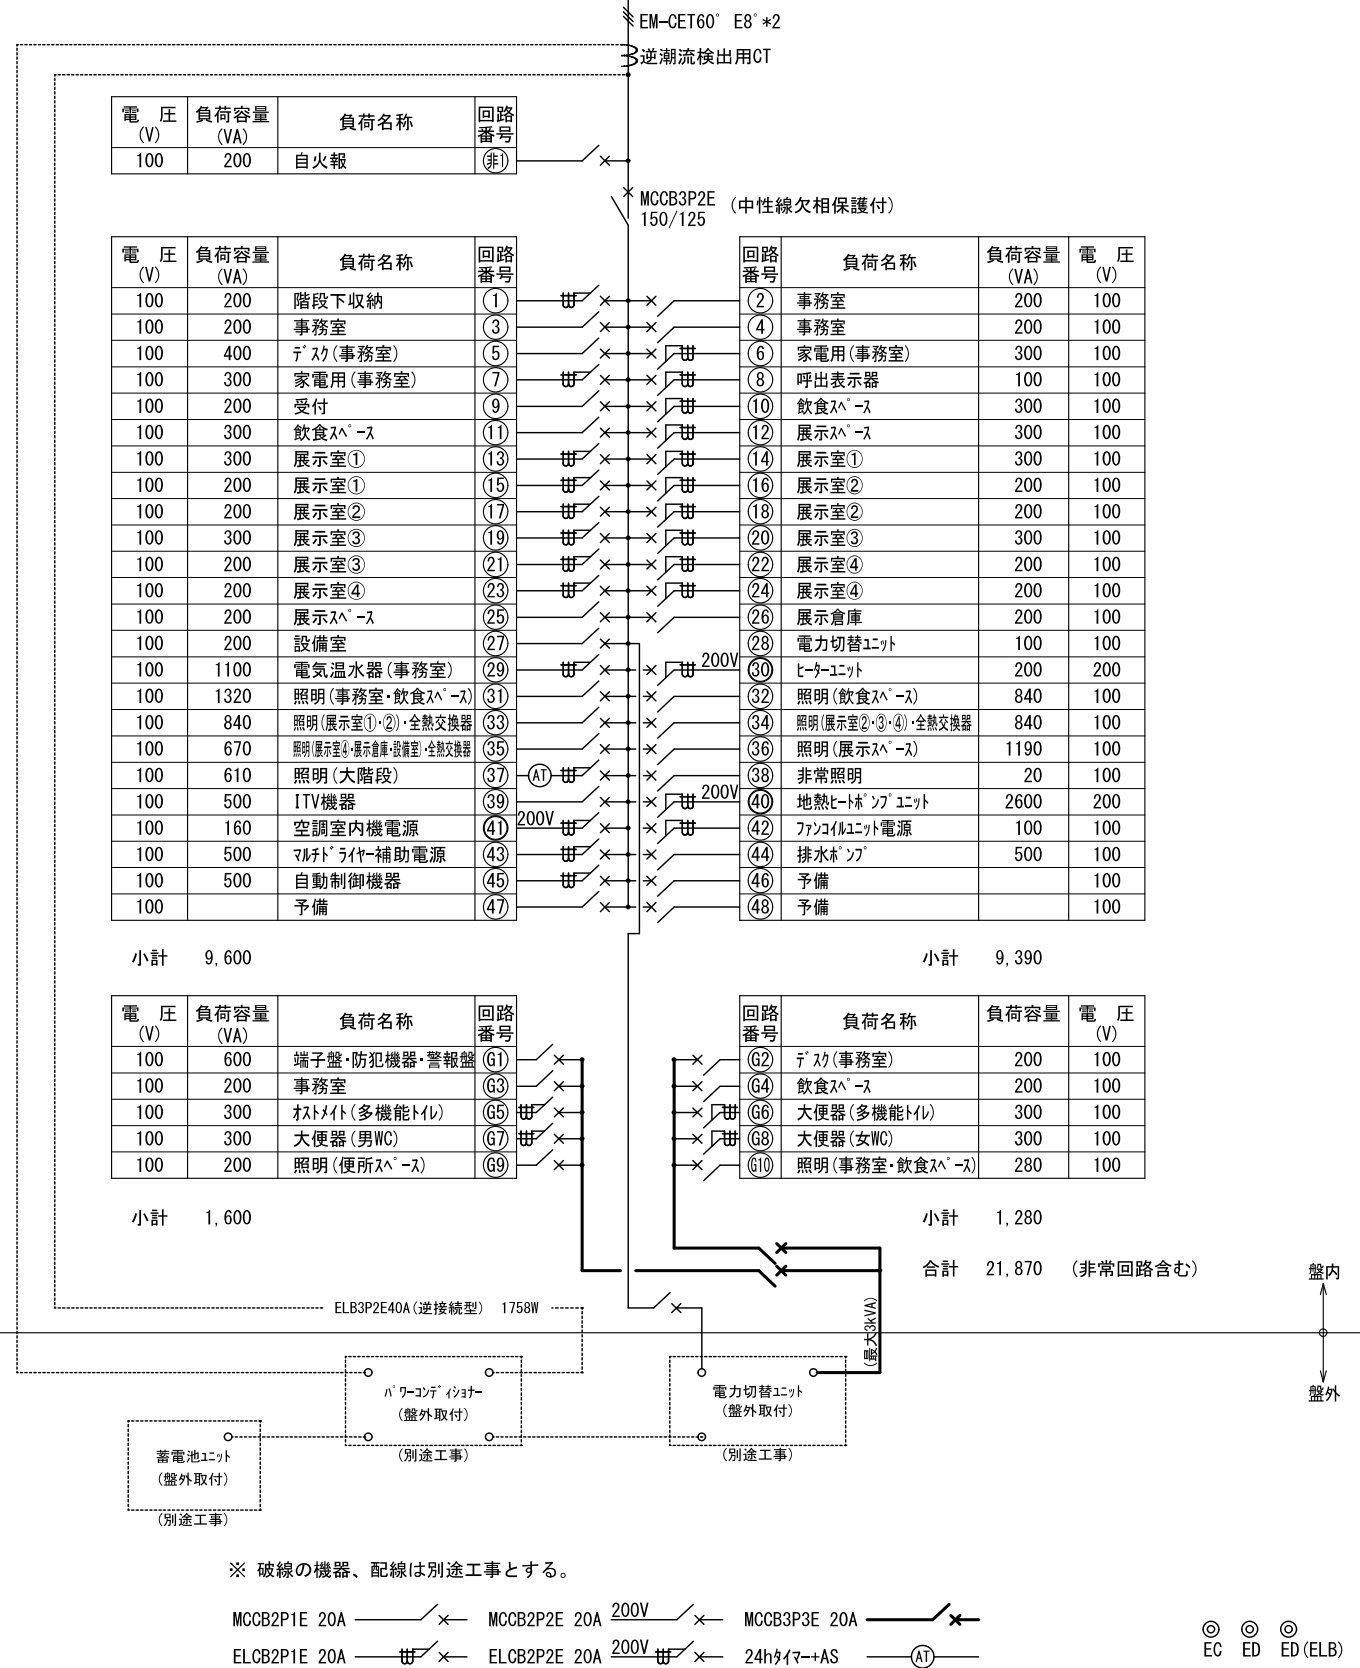 EM-CET60° E8°*2
逆潮流検出用CT
電 圧(V) 負荷容量(VA) 負荷名称 回路番号
100 200 自火報 非1
MCCB3P2E (中性線欠相保護付)
150/125
電 圧(V) 負荷容量(VA) 負荷名称 回路番号
100 200 階段下収納 1
100 200 事務室 3
100 400 ﾃﾞｽｸ(事務室) 5
100 300 家電用(事務室) 7
100 200 受付 9
100 300 飲食ｽﾍﾟｰｽ 11
100 300 展示室① 13
100 200 展示室① 15
100 200 展示室② 17
100 300 展示室③ 19
100 200 展示室③ 21
100 200 展示室④ 23
100 200 展示ｽﾍﾟｰｽ 25
100 200 設備室 27
100 1100 電気温水器(事務室) 29
100 1320 照明(事務室・飲食ｽﾍﾟｰｽ) 31
100 840 照明(展示室①・②)・全熱交換器 33
100 670 照明(展示室④・展示倉庫・設備室)・全熱交換器 35
100 610 照明(大階段) 37 AT
100 500 ITV機器 39
100 160 空調室内機電源 41 200V
100 500 ﾏﾙﾁﾄﾞﾗｲﾔｰ補助電源 43
100 500 自動制御機器 45
100 予備 47
小計 9,600
回路番号 負荷名称 負荷容量(VA) 電 圧(V)
2 事務室 200 100
4 事務室 200 100
6 家電用(事務室) 300 100
8 呼出表示器 100 100
10 飲食ｽﾍﾟｰｽ 300 100
12 展示ｽﾍﾟｰｽ 300 100
14 展示室① 300 100
16 展示室② 200 100
18 展示室② 200 100
20 展示室③ 300 100
22 展示室④ 200 100
24 展示室④ 200 100
26 展示倉庫 200 100
28 電力切替ﾕﾆｯﾄ 100 100
200V 30 ﾋｰﾀｰﾕﾆｯﾄ 200 200
32 照明(飲食ｽﾍﾟｰｽ) 840 100
34 照明(展示室②・③・④)・全熱交換器 840 100
36 照明(展示ｽﾍﾟｰｽ) 1190 100
38 非常照明 20 100
200V 40 地熱ﾋｰﾄﾎﾟﾝﾌﾟﾕﾆｯﾄ 2600 200
42 ﾌｧﾝｺｲﾙﾕﾆｯﾄ電源 100 100
44 排水ﾎﾟﾝﾌﾟ 500 100
46 予備 100
48 予備 100
小計 9,390
電 圧(V) 負荷容量(VA) 負荷名称 回路番号
100 600 端子盤・防犯機器・警報盤 G1
100 200 事務室 G3
100 300 ｵｽﾄﾒｲﾄ(多機能ﾄｲﾚ) G5
100 300 大便器(男WC) G7
100 200 照明(便所ｽﾍﾟｰｽ) G9
小計 1,600
回路番号 負荷名称 負荷容量 電 圧(V)
G2 ﾃﾞｽｸ(事務室) 200 100
G4 飲食ｽﾍﾟｰｽ 200 100
G6 大便器(多機能ﾄｲﾚ) 300 100
G8 大便器(女WC) 300 100
G10 照明(事務室・飲食ｽﾍﾟｰｽ) 280 100
小計 1,280
合計 21,870 (非常回路含む)
盤内
盤外
ELB3P2E40A(逆接続型) 1758W
(最大3kVA)
ﾊﾟﾜｰｺﾝﾃﾞｨｼｮﾅｰ
(盤外取付)
(別途工事)
電力切替ﾕﾆｯﾄ
(盤外取付)
(別途工事)
蓄電池ﾕﾆｯﾄ
(盤外取付)
(別途工事)
※ 破線の機器、配線は別途工事とする。
MCCB2P1E 20A MCCB2P2E 20A 200V MCCB3P3E 20A
ELCB2P1E 20A ELCB2P2E 20A 200V 24hﾀｲﾏｰ+AS AT
EC ED ED(ELB)